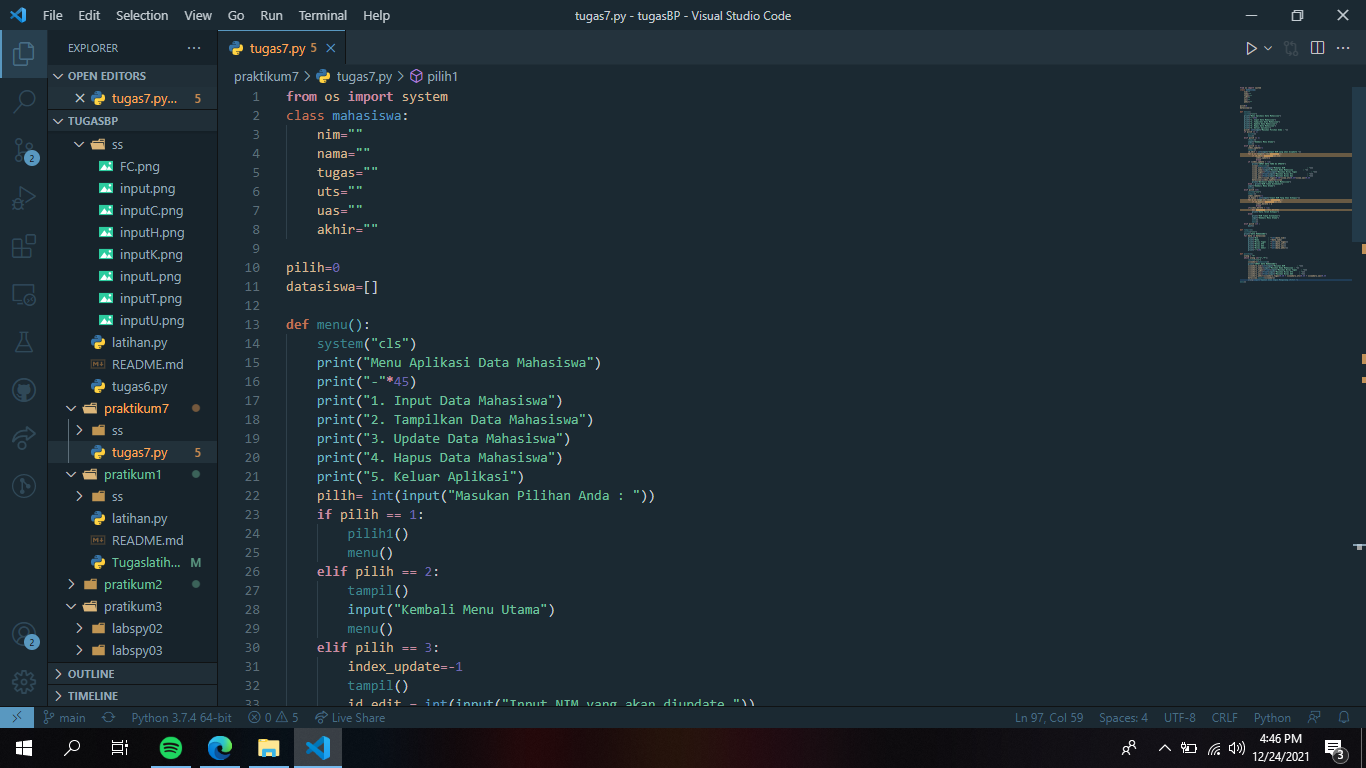 File Edit Selection View Go Run Terminal Help
tugas7.py - tugasBP - Visual Studio Code
EXPLORER
OPEN EDITORS
tugas7.py... 5
TUGASBP
ss
FC.png
input.png
inputC.png
inputH.png
inputK.png
inputL.png
inputT.png
inputU.png
latihan.py
README.md
tugas6.py
praktikum7
ss
tugas7.py 5
pratikum1
ss
latihan.py
README.md
Tugaslatih... M
pratikum2
pratikum3
labspy02
labspy03
OUTLINE
TIMELINE
2
2
tugas7.py 5
praktikum7 > tugas7.py > pilih1
1 from os import system
2 class mahasiswa:
3 nim=""
4 nama=""
5 tugas=""
6 uts=""
7 uas=""
8 akhir=""
9
10 pilih=0
11 datasiswa=[]
12
13 def menu():
14 system("cls")
15 print("Menu Aplikasi Data Mahasiswa")
16 print("-"*45)
17 print("1. Input Data Mahasiswa")
18 print("2. Tampilkan Data Mahasiswa")
19 print("3. Update Data Mahasiswa")
20 print("4. Hapus Data Mahasiswa")
21 print("5. Keluar Aplikasi")
22 pilih= int(input("Masukan Pilihan Anda : "))
23 if pilih == 1:
24 pilih1()
25 menu()
26 elif pilih == 2:
27 tampil()
28 input("Kembali Menu Utama")
29 menu()
30 elif pilih == 3:
31 index_update=-1
32 tampil()
33 id_edit = int(input("Input NIM yang akan diupdate "))
main Python 3.7.4 64-bit 0 5 Live Share
Ln 97, Col 59 Spaces: 4 UTF-8 CRLF Python
4:46 PM
12/24/2021
3